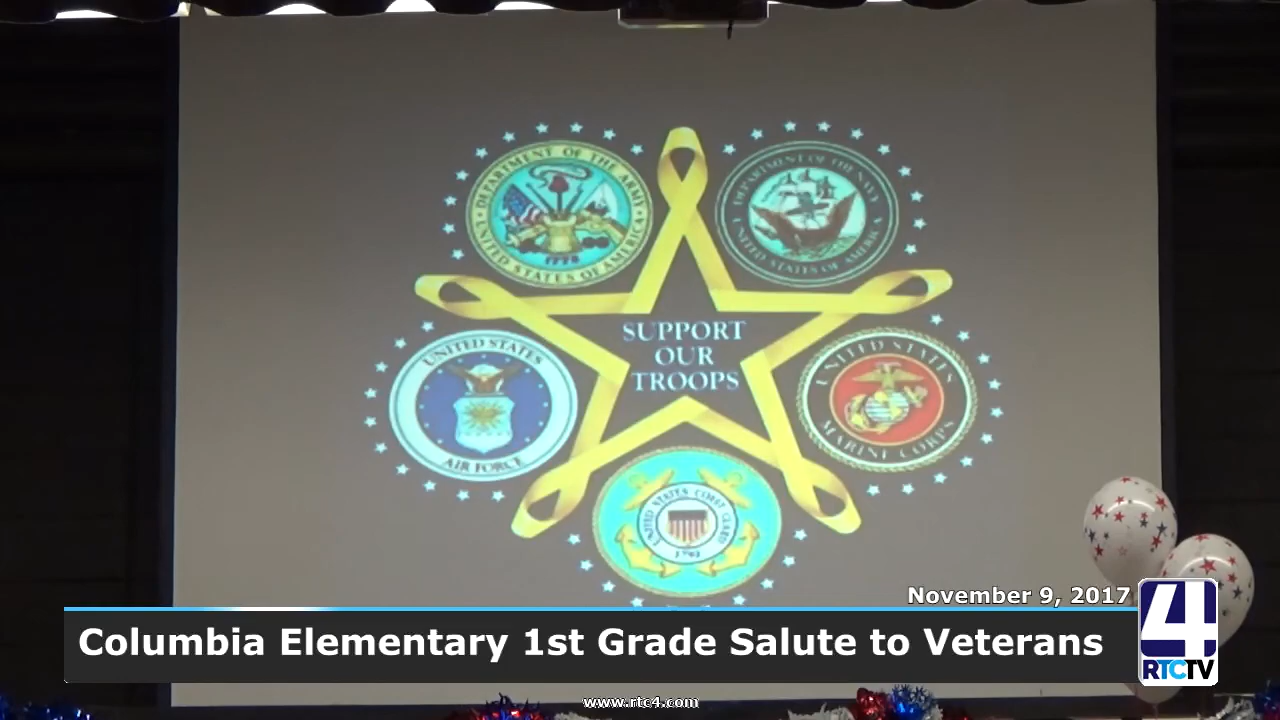 DEPARTMENT OF THE ARMY
UNITED STATES OF AMERICA
1775
DEPARTMENT OF THE NAVY
UNITED STATES OF AMERICA
SUPPORT
OUR
TROOPS
UNITED STATES
AIR FORCE
UNITED STATES
MARINE CORPS
UNITED STATES COAST GUARD
1790
November 9, 2017
Columbia Elementary 1st Grade Salute to Veterans
4
RTCTV
www.rtc4.com